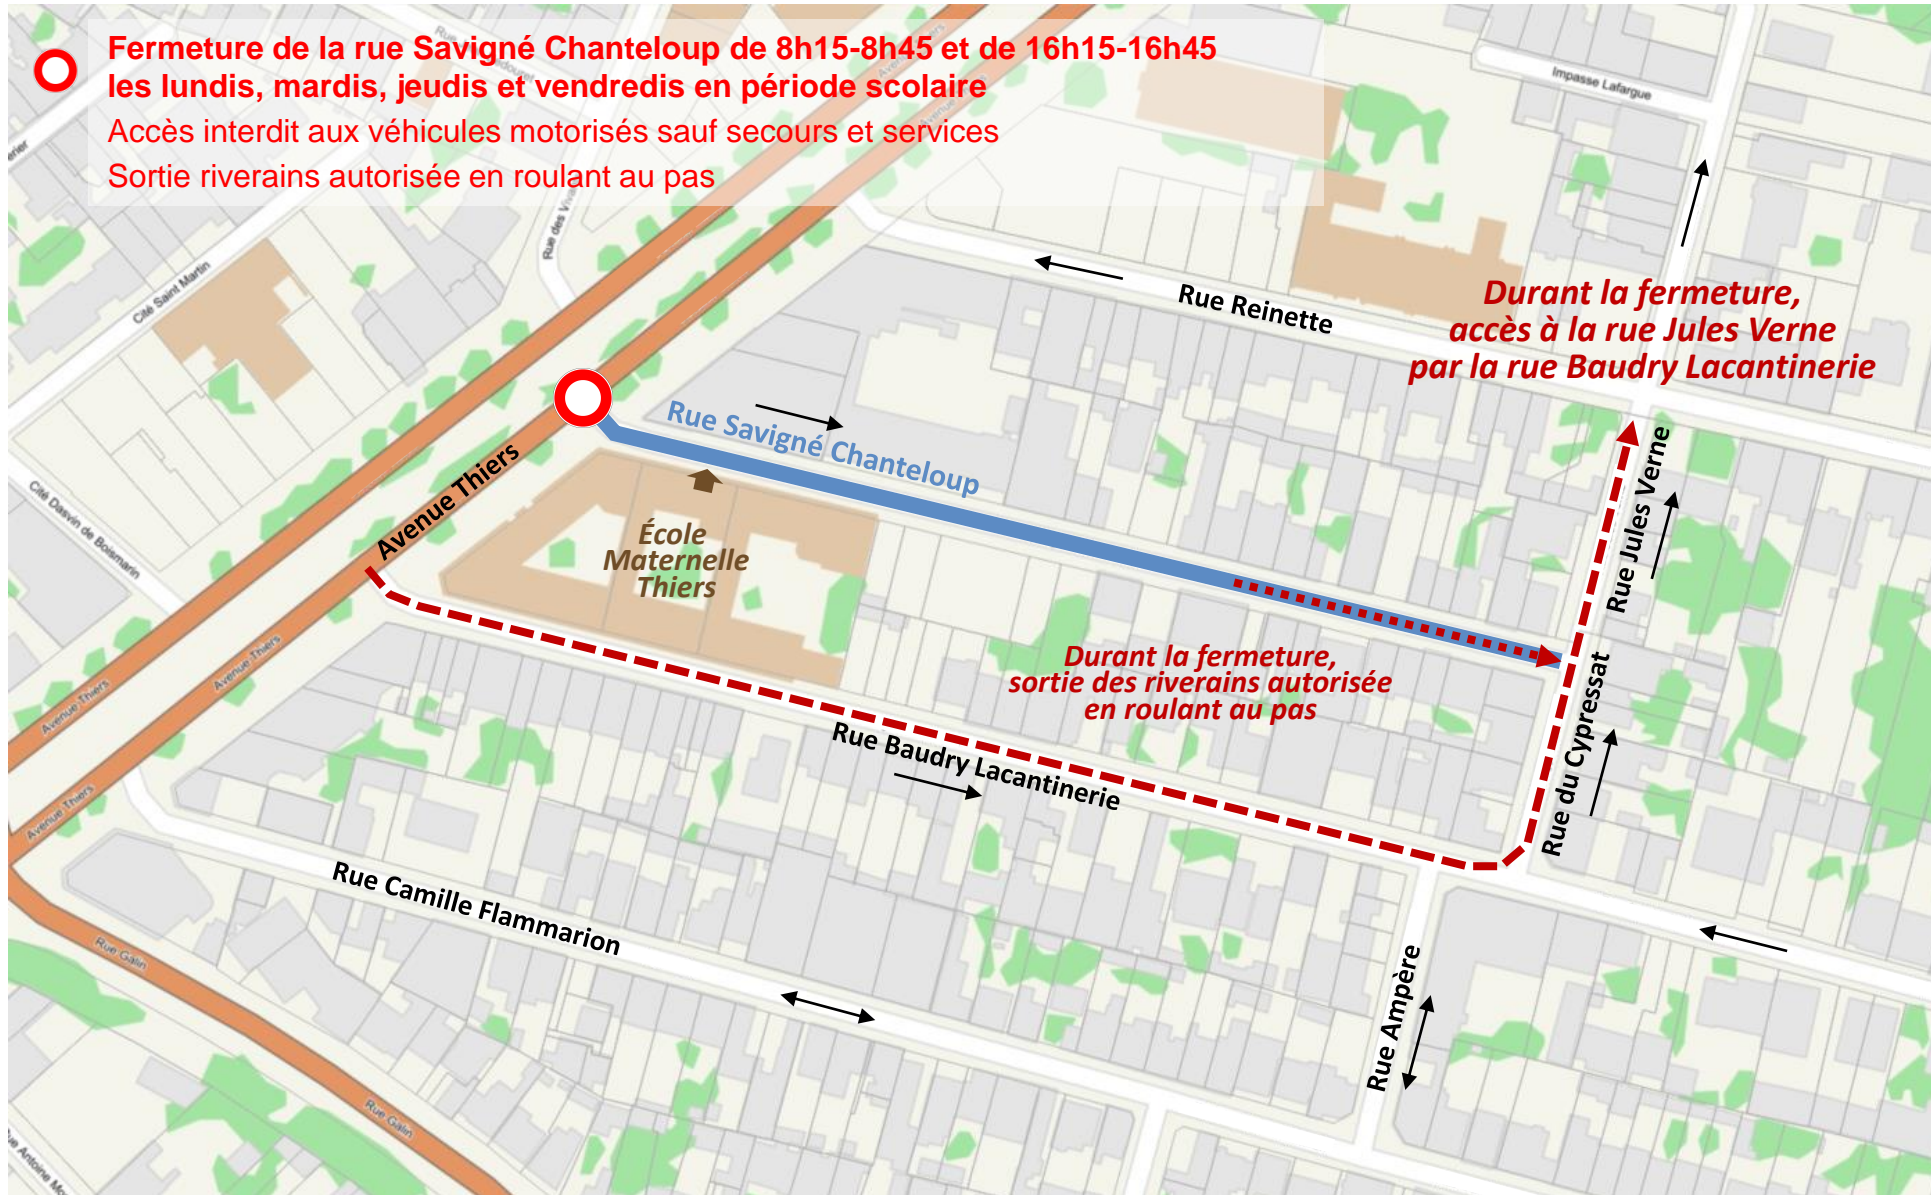 Fermeture de la rue Savigné Chanteloup de 8h15-8h45 et de 16h15-16h45
les lundis, mardis, jeudis et vendredis en période scolaire
Accès interdit aux véhicules motorisés sauf secours et services
Sortie riverains autorisée en roulant au pas
Impasse Lafargue
Cité Saint Martin
Rue Reinette
Durant la fermeture,
accès à la rue Jules Verne
par la rue Baudry Lacantinerie
Rue Savigné Chanteloup
Avenue Thiers
École
Maternelle
Thiers
Rue Jules Verne
Cité Dasvin de Boismarin
Durant la fermeture,
sortie des riverains autorisée
en roulant au pas
Rue du Cypressat
Avenue Thiers
Avenue Thiers
Avenue Thiers
Rue Baudry Lacantinerie
Rue Camille Flammarion
Rue Galin
Rue Ampère
Rue Galin